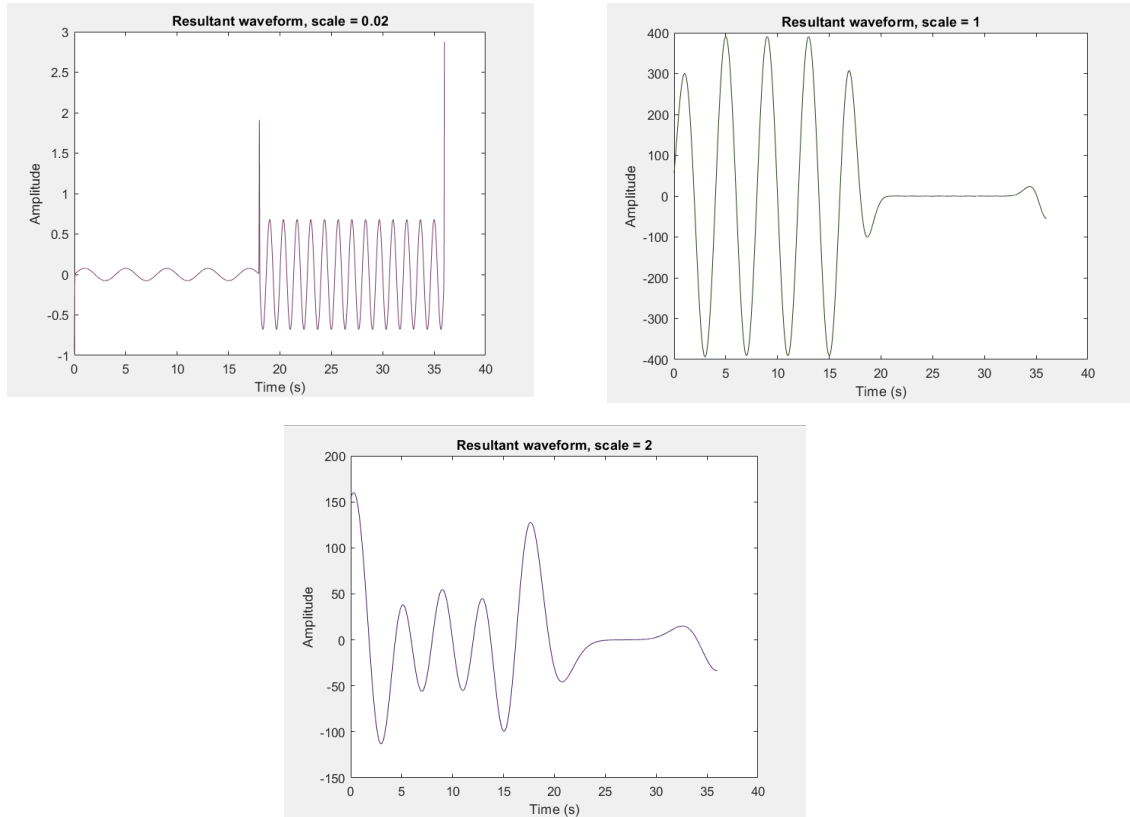 Resultant waveform, scale = 0.02
3
2.5
2
1.5
1
0.5
0
-0.5
-1
Amplitude
0 5 10 15 20 25 30 35 40
Time (s)
Resultant waveform, scale = 1
400
300
200
100
0
-100
-200
-300
-400
Amplitude
0 5 10 15 20 25 30 35 40
Time (s)
Resultant waveform, scale = 2
200
150
100
50
0
-50
-100
-150
Amplitude
0 5 10 15 20 25 30 35 40
Time (s)